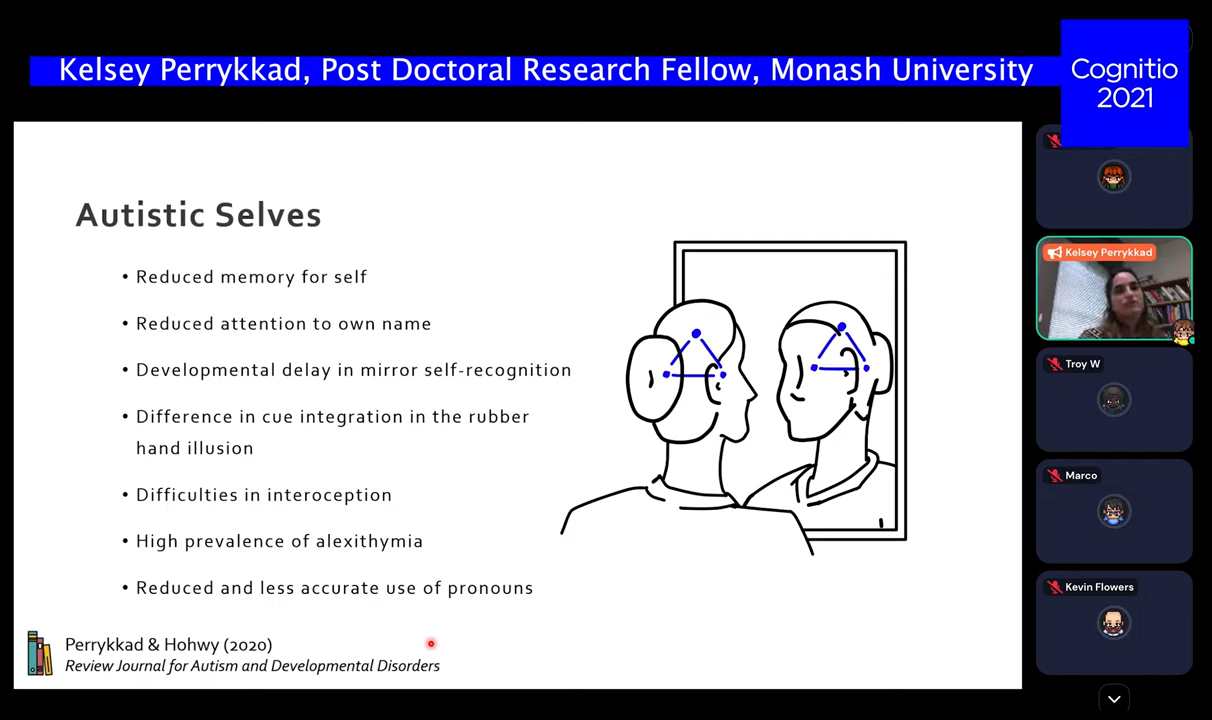 Kelsey Perrykkad, Post Doctoral Research Fellow, Monash University
Cognitio
2021
Autistic Selves
• Reduced memory for self
• Reduced attention to own name
• Developmental delay in mirror self-recognition
• Difference in cue integration in the rubber
hand illusion
• Difficulties in interoception
• High prevalence of alexithymia
• Reduced and less accurate use of pronouns
Perrykkad & Hohwy (2020)
Review Journal for Autism and Developmental Disorders
Kelsey Perrykkad
Troy W
Marco
Kevin Flowers